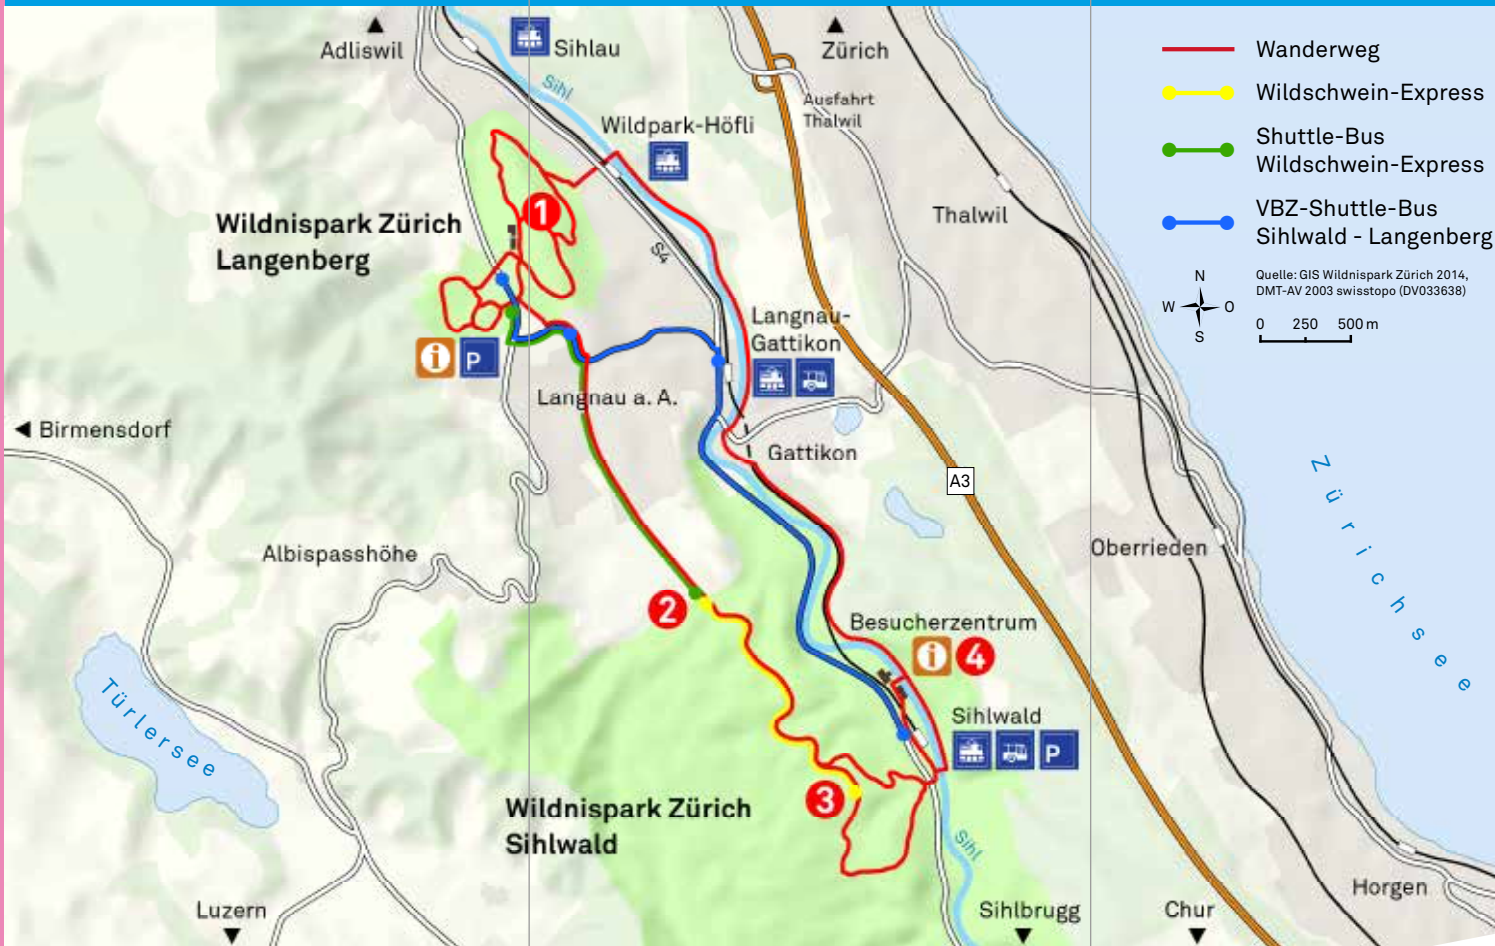 Adliswil
Sihlau
Zürich
Sihl
Ausfahrt
Thalwil
Wildpark-Höfli
Wanderweg
Wildschwein-Express
Shuttle-Bus
Wildschwein-Express
VBZ-Shuttle-Bus
Sihlwald - Langenberg
N
W
O
S
Quelle: GIS Wildnispark Zürich 2014,
DMT-AV 2003 swisstopo (DV033638)
0 250 500 m
1
Wildnispark Zürich
Langenberg
S4
Thalwil
Langnau-
Gattikon
i P
Langnau a. A.
Birmensdorf
Gattikon
A3
Zürichsee
Albispasshöhe
Oberrieden
2
Besucherzentrum
i 4
Türlersee
Sihlwald
P
3
Wildnispark Zürich
Sihlwald
Sihl
Luzern
Sihlbrugg
Chur
Horgen